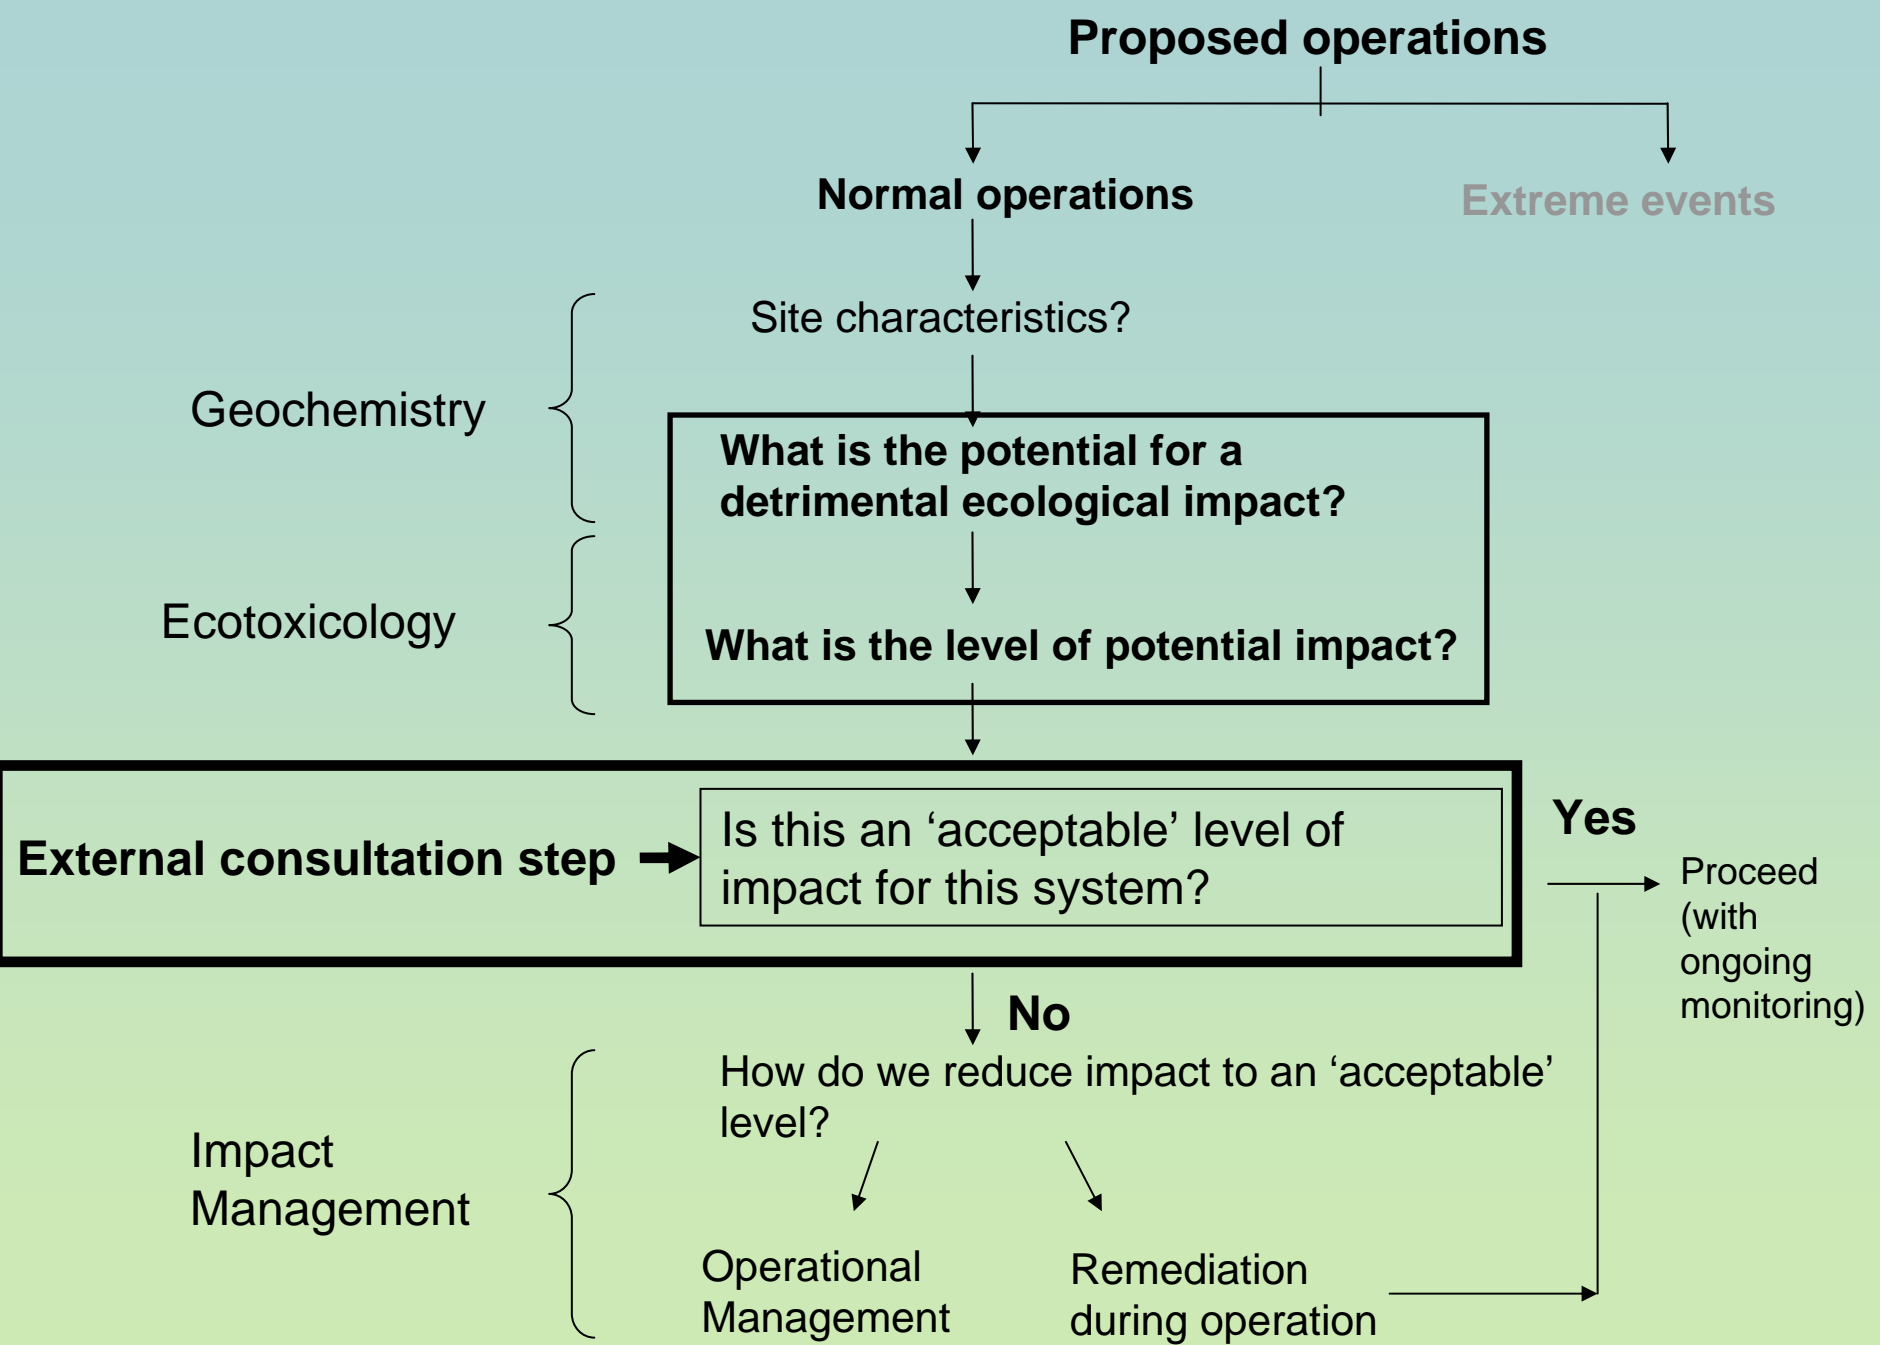 Proposed operations
Normal operations
Extreme events
Site characteristics?
Geochemistry
What is the potential for a
detrimental ecological impact?
Ecotoxicology
What is the level of potential impact?
External consultation step
Is this an ‘acceptable’ level of
impact for this system?
Yes
Proceed
(with
ongoing
monitoring)
No
How do we reduce impact to an ‘acceptable’
level?
Impact
Management
Operational
Management
Remediation
during operation